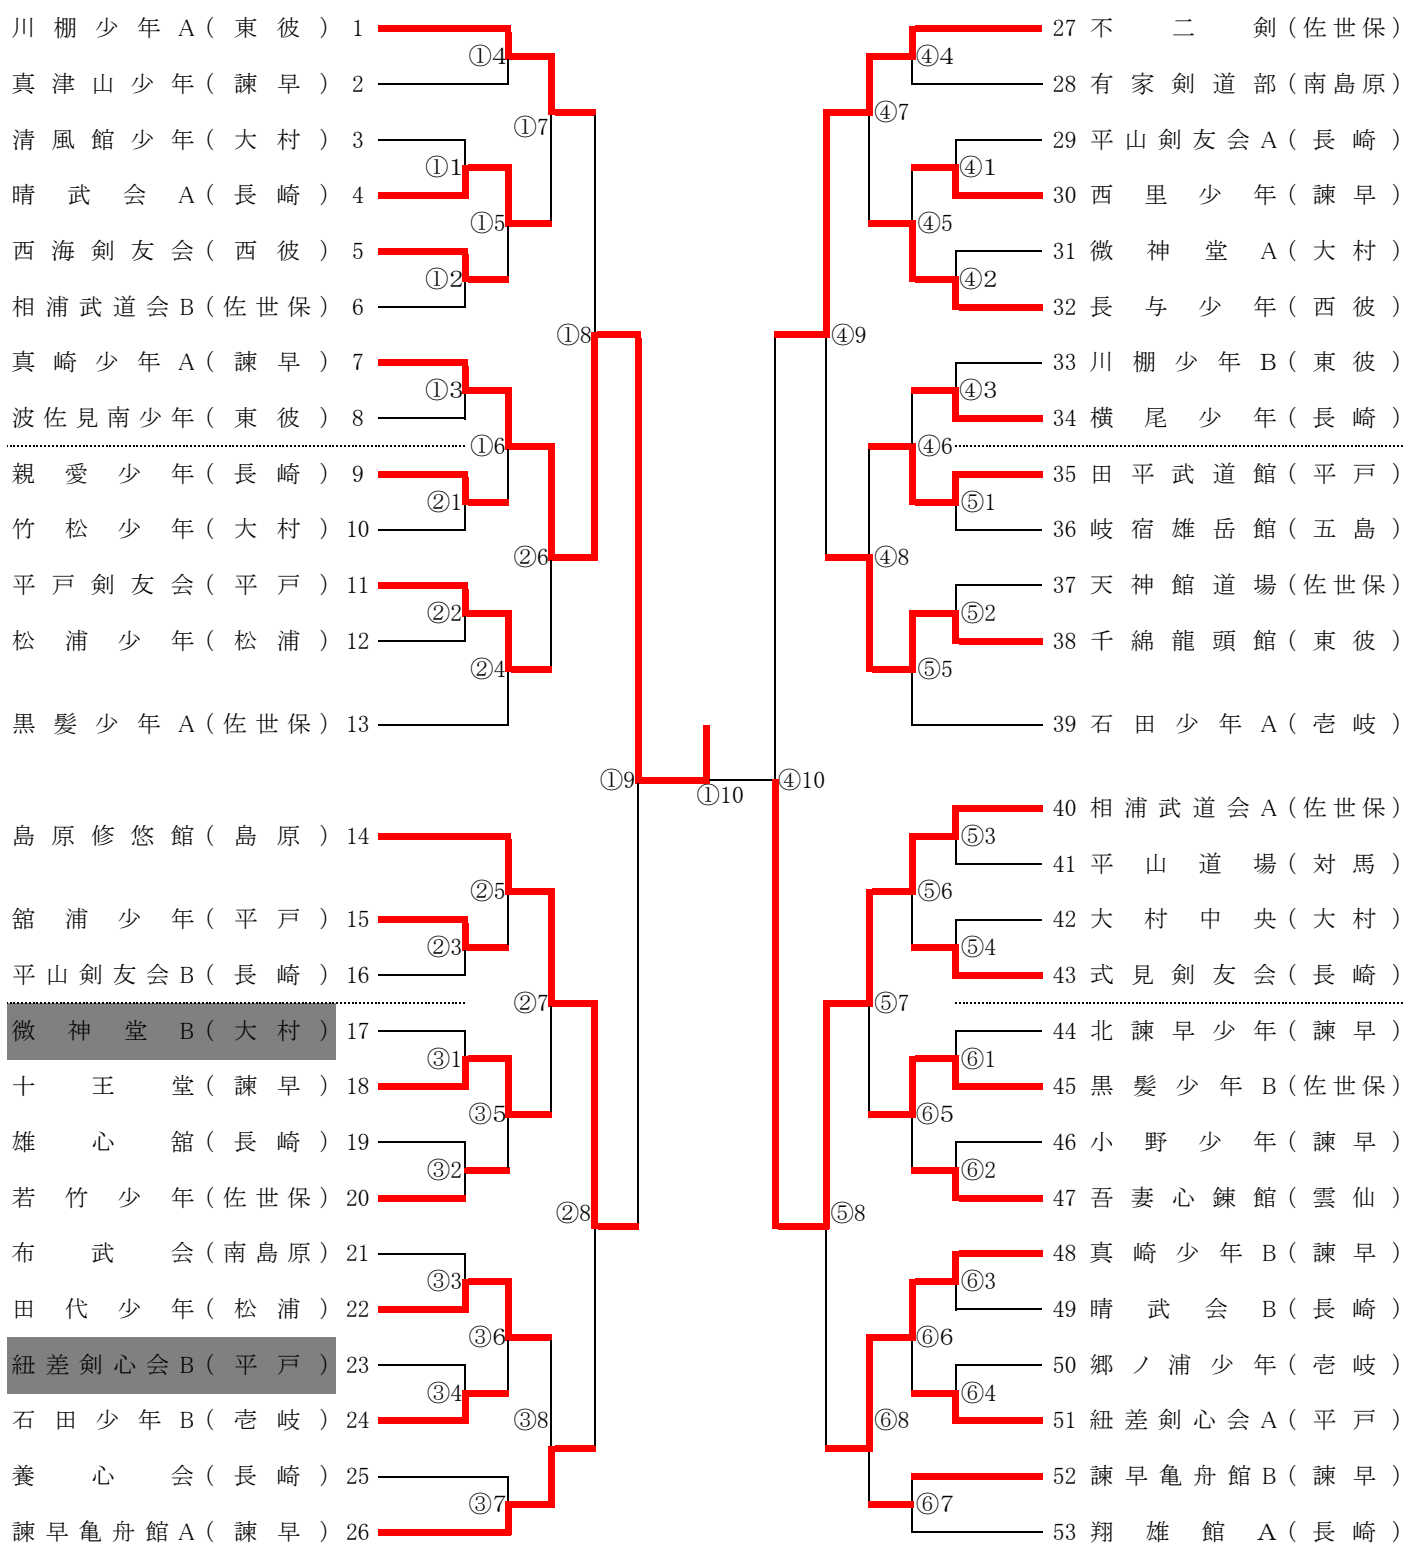 川棚少年A(東彼) 1
真津山少年(諫早) 2
清風館少年(大村) 3
晴武会A(長崎) 4
西海剣友会(西彼) 5
相浦武道会B(佐世保) 6
真崎少年A(諫早) 7
波佐見南少年(東彼) 8
親愛少年(長崎) 9
竹松少年(大村) 10
平戸剣友会(平戸) 11
松浦少年(松浦) 12
黒髪少年A(佐世保) 13
島原修悠館(島原) 14
舘浦少年(平戸) 15
平山剣友会B(長崎) 16
微神堂B(大村) 17
十王堂(諫早) 18
雄心舘(長崎) 19
若竹少年(佐世保) 20
布武会(南島原) 21
田代少年(松浦) 22
紐差剣心会B(平戸) 23
石田少年B(壱岐) 24
養心会(長崎) 25
諫早亀舟館A(諫早) 26
①4
①7
①1
①5
①2
①8
①3
①6
②1
②6
②2
②4
①9
①10
②5
②3
②7
③1
③5
③2
②8
③3
③6
③4
③8
③7
④4
④7
④1
④5
④2
④9
④3
④6
⑤1
④8
⑤2
⑤5
④10
⑤3
⑤6
⑤4
⑤7
⑥1
⑥5
⑥2
⑤8
⑥3
⑥6
⑥4
⑥8
⑥7
27 不二剣(佐世保)
28 有家剣道部(南島原)
29 平山剣友会A(長崎)
30 西里少年(諫早)
31 微神堂A(大村)
32 長与少年(西彼)
33 川棚少年B(東彼)
34 横尾少年(長崎)
35 田平武道館(平戸)
36 岐宿雄岳館(五島)
37 天神館道場(佐世保)
38 千綿龍頭館(東彼)
39 石田少年A(壱岐)
40 相浦武道会A(佐世保)
41 平山道場(対馬)
42 大村中央(大村)
43 式見剣友会(長崎)
44 北諫早少年(諫早)
45 黒髪少年B(佐世保)
46 小野少年(諫早)
47 吾妻心錬館(雲仙)
48 真崎少年B(諫早)
49 晴武会B(長崎)
50 郷ノ浦少年(壱岐)
51 紐差剣心会A(平戸)
52 諫早亀舟館B(諫早)
53 翔雄館A(長崎)